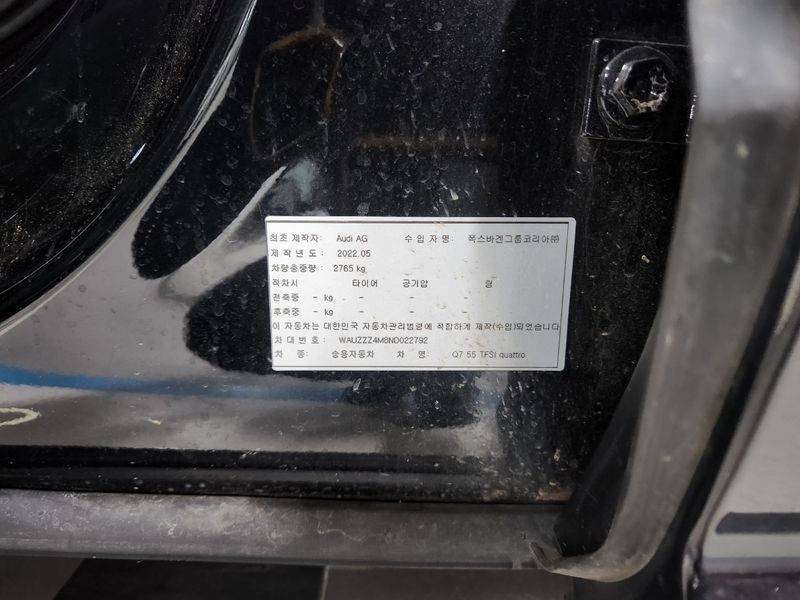 최초 제작자: Audi AG 수 입 자 명: 폭스바겐그룹코리아㈜
제 작 년 도 : 2022.05
차량총중량 : 2765 kg
적차시 타이어 공기압 림
전축중 - kg - - -
후축중 - kg - - -
이 자동차는 대한민국 자동차관리법령에 적합하게 제작(수입)되었습니다
차 대 번 호 : WAUZZZ4M8ND022792
차 종: 승용자동차 차 명: Q7 55 TFSI quattro